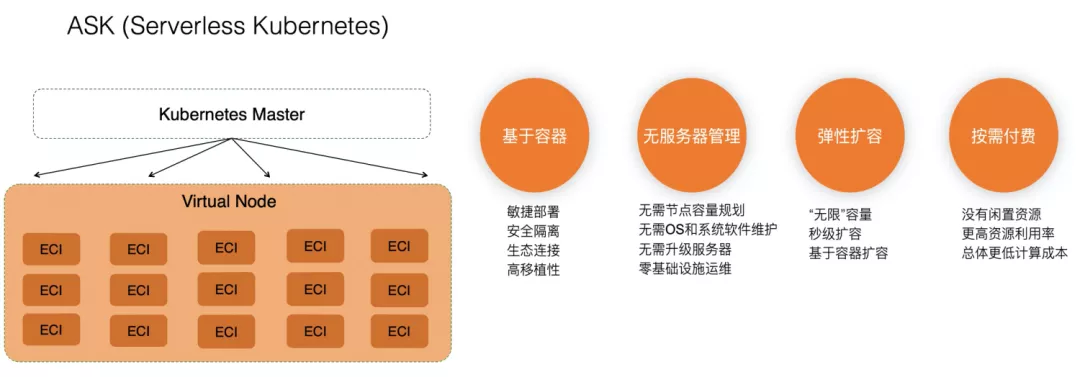 ASK (Serverless Kubernetes)
Kubernetes Master
Virtual Node
ECI ECI ECI ECI ECI
ECI ECI ECI ECI ECI
ECI ECI ECI ECI ECI
基于容器
敏捷部署
安全隔离
生态连接
高移植性
无服务器管理
无需节点容量规划
无需OS和系统软件维护
无需升级服务器
零基础设施运维
弹性扩容
“无限”容量
秒级扩容
基于容器扩容
按需付费
没有闲置资源
更高资源利用率
总体更低计算成本